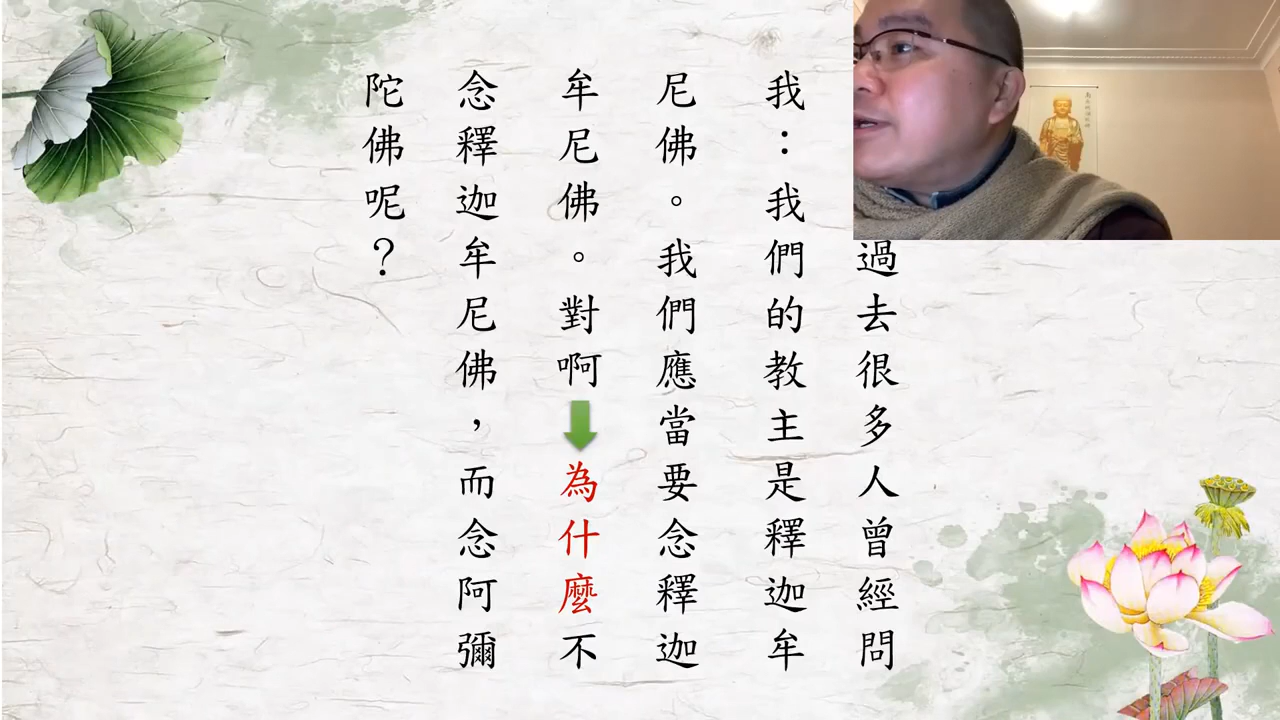 過去很多人曾經問
我：我們的教主是釋迦牟
尼佛。我們應當要念釋迦
牟尼佛。對啊為什麼不
念釋迦牟尼佛，而念阿彌
陀佛呢？